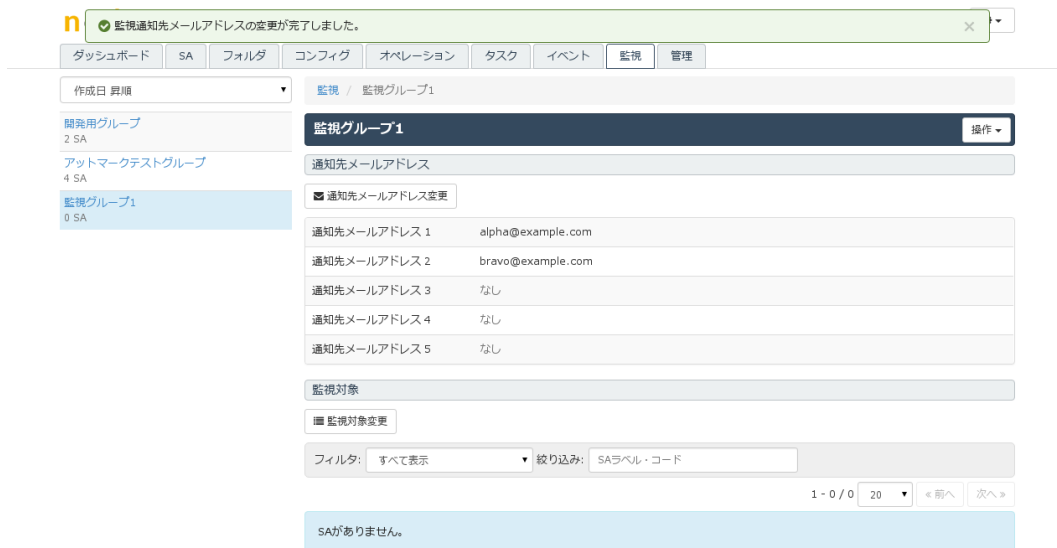 監視通知先メールアドレスの変更が完了しました。 ×
ダッシュボード SA フォルダ コンフィグ オペレーション タスク イベント 監視 管理
作成日 昇順
開発用グループ
2 SA
アットマークテストグループ
4 SA
監視グループ1
0 SA
監視 / 監視グループ1
監視グループ1 操作
通知先メールアドレス
通知先メールアドレス変更
通知先メールアドレス 1 alpha@example.com
通知先メールアドレス 2 bravo@example.com
通知先メールアドレス 3 なし
通知先メールアドレス 4 なし
通知先メールアドレス 5 なし
監視対象
監視対象変更
フィルタ: すべて表示 絞り込み: SAラベル・コード
1 - 0 / 0 20 «前へ 次へ»
SAがありません。